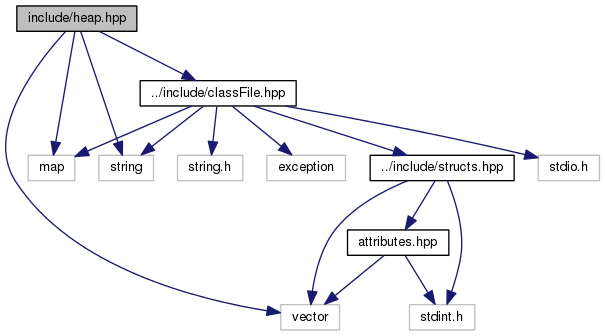 include/heap.hpp
../include/classFile.hpp
map
string
string.h
exception
../include/structs.hpp
stdio.h
attributes.hpp
vector
stdint.h